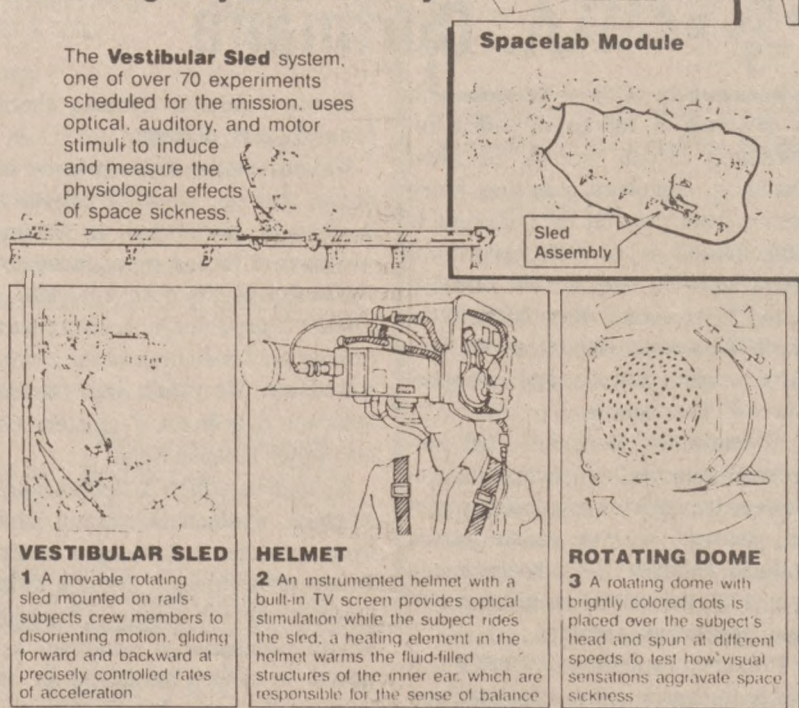 The Vestibular Sled system,
one of over 70 experiments
scheduled for the mission, uses
optical, auditory, and motor
stimuli to induce
and measure the
physiological effects
of space sickness.
Spacelab Module
Sled
Assembly
VESTIBULAR SLED
1 A movable rotating
sled mounted on rails
subjects crew members to
disorienting motion, gliding
forward and backward at
precisely controlled rates
of acceleration
HELMET
2 An instrumented helmet with a
built-in TV screen provides optical
stimulation while the subject rides
the sled, a heating element in the
helmet warms the fluid-filled
structures of the inner ear, which are
responsible for the sense of balance
ROTATING DOME
3 A rotating dome with
brightly colored dots is
placed over the subject's
head and spun at different
speeds to test how visual
sensations aggravate space
sickness